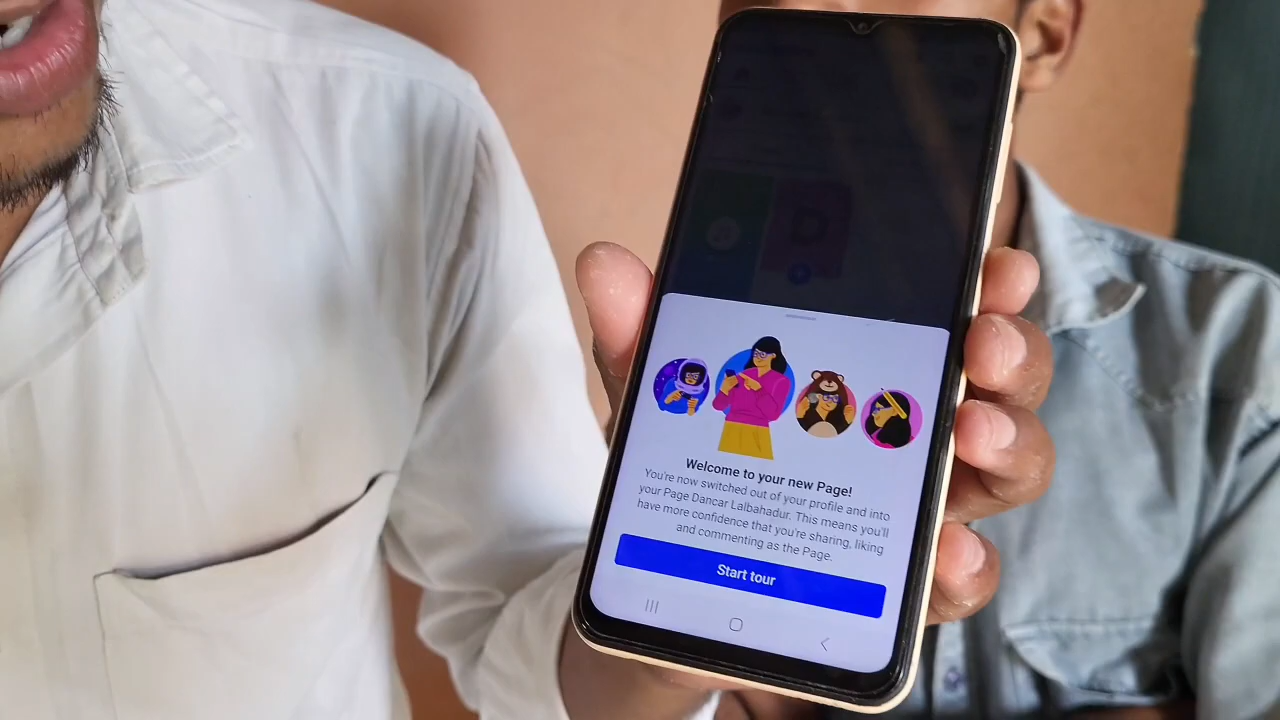 Welcome to your new Page!
You're now switched out of your profile and into
your Page Dancar Lalbahadur. This means you'll
have more confidence that you're sharing, liking
and commenting as the Page.
Start tour